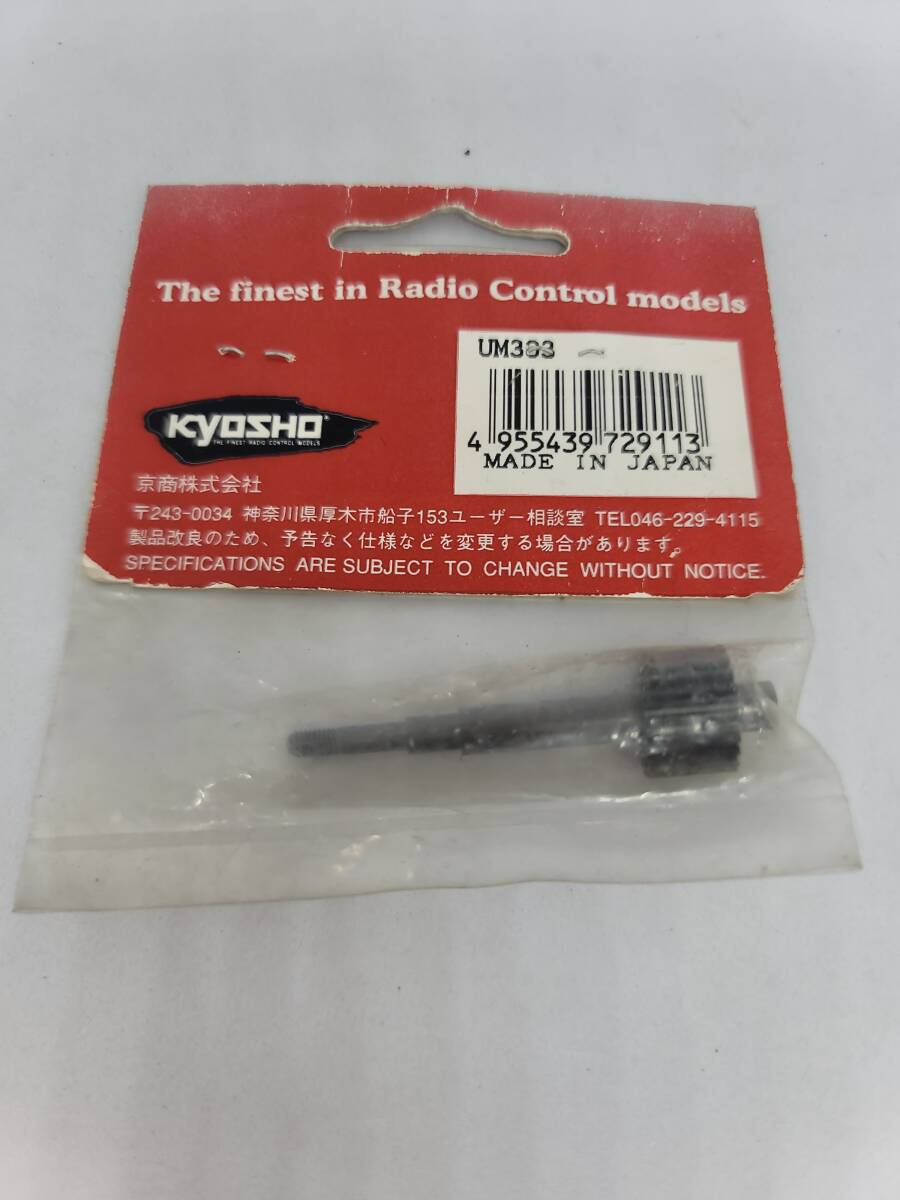 The finest in Radio Control models
UM383
4 955439 729113
MADE IN JAPAN
KYOSHO
THE FINEST RADIO CONTROL MODELS
京商株式会社
〒243-0034 神奈川県厚木市船子153ユーザー相談室 TEL046-229-4115
製品改良のため、予告なく仕様などを変更する場合があります。
SPECIFICATIONS ARE SUBJECT TO CHANGE WITHOUT NOTICE.